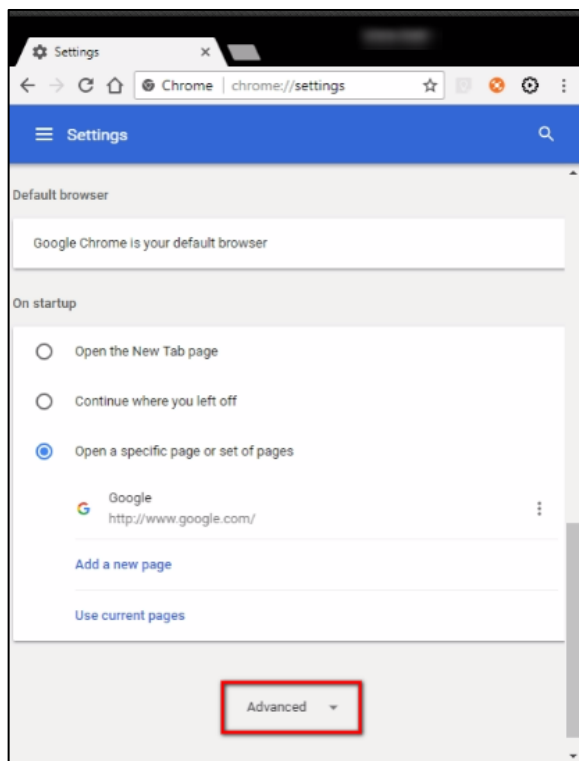 Settings
Chrome | chrome://settings
Settings
Default browser
Google Chrome is your default browser
On startup
Open the New Tab page
Continue where you left off
Open a specific page or set of pages
Google
http://www.google.com/
Add a new page
Use current pages
Advanced